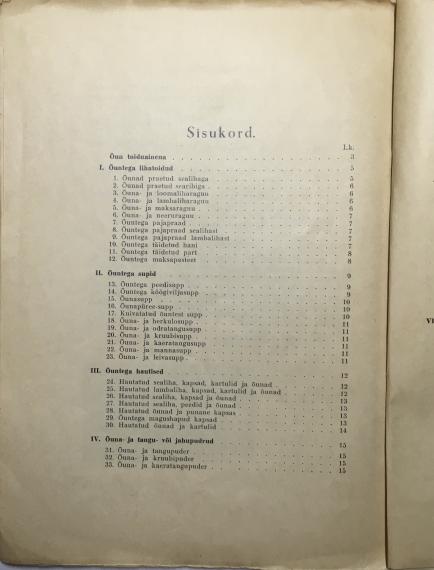 Sisukord.
Lk.
Õun toiduainena . . . 3
I. Õuntega lihatoidud . . . 5
1. Õunad praetud sealihaga . . . 5
2. Õunad praetud searibiga . . . 6
3. Õuna- ja loomaliharaguu . . . 6
4. Õuna- ja lambaliharaguu . . . 6
5. Õuna- ja maksaraguu . . . 6
6. Õuna- ja neeruraguu . . . 7
7. Õuntega pajapraad . . . 7
8. Õuntega pajapraad sealihast . . . 7
9. Õuntega pajapraad lambalihast . . . 7
10. Õuntega täidetud hani . . . 7
11. Õuntega täidetud part . . . 8
12. Õuntega maksapasteet . . . 8
II. Õuntega supid . . . 9
13. Õuntega peedisupp . . . 9
14. Õuntega köögiviljasupp . . . 9
15. Õunasupp . . . 10
16. Õunapüree-supp . . . 10
17. Kuivatatud õuntest supp . . . 10
18. Õuna- ja herkulosupp . . . 11
19. Õuna- ja odratangusupp . . . 11
20. Õuna- ja kruubisupp . . . 11
21. Õuna- ja kaeratangusupp . . . 11
22. Õuna- ja mannasupp . . . 11
23. Õuna- ja leivasupp . . . 11
III. Õuntega hautised . . . 12
24. Hautatud sealiha, kapsad, kartulid ja õunad . . . 12
25. Hautatud lambaliha, kapsad, kartulid ja õunad . . . 12
26. Hautatud sealiha, kapsad ja õunad . . . 13
27. Hautatud sealiha, peedid ja õunad . . . 13
28. Hautatud õunad ja punane kapsas . . . 13
29. Õuntega magushapud kapsad . . . 13
30. Hautatud õunad ja kartulid . . . 14
IV. Õuna- ja tangu- või jahupudrud . . . 15
31. Õuna- ja tangupuder . . . 15
32. Õuna- ja kruubipuder . . . 15
33. Õuna- ja kaeratangupuder . . . 15